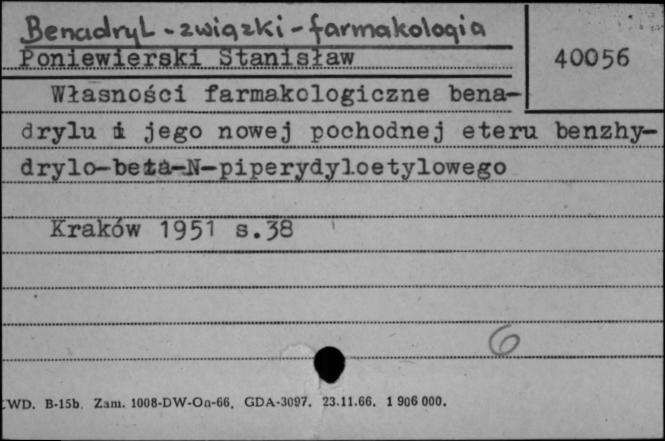 Benadryl - związki - farmakologia
Poniewierski Stanisław
40056
Własności farmakologiczne bena-
drylu i jego nowej pochodnej eteru benzhy-
drylo-beta-N-piperydyloetylowego
Kraków 1951 s.38
6
WD. B-15b. Zam. 1008-DW-On-66. GDA-3097. 23.11.66. 1 906 000.